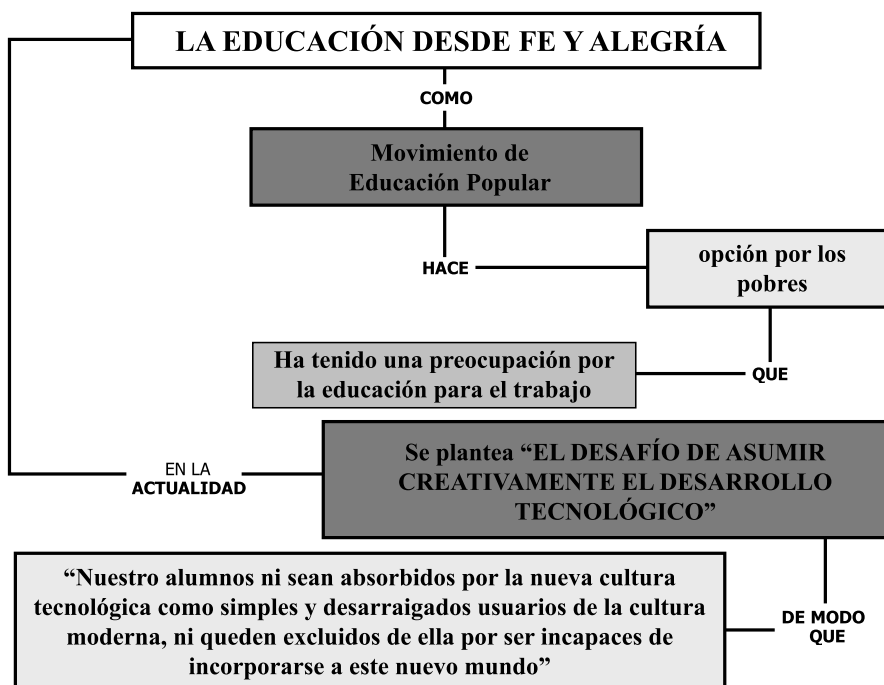 LA EDUCACIÓN DESDE FE Y ALEGRÍA
COMO
Movimiento de
Educación Popular
HACE
opción por los
pobres
QUE
Ha tenido una preocupación por
la educación para el trabajo
EN LA
ACTUALIDAD
Se plantea “EL DESAFÍO DE ASUMIR
CREATIVAMENTE EL DESARROLLO
TECNOLÓGICO”
DE MODO
QUE
“Nuestro alumnos ni sean absorbidos por la nueva cultura
tecnológica como simples y desarraigados usuarios de la cultura
moderna, ni queden excluidos de ella por ser incapaces de
incorporarse a este nuevo mundo”